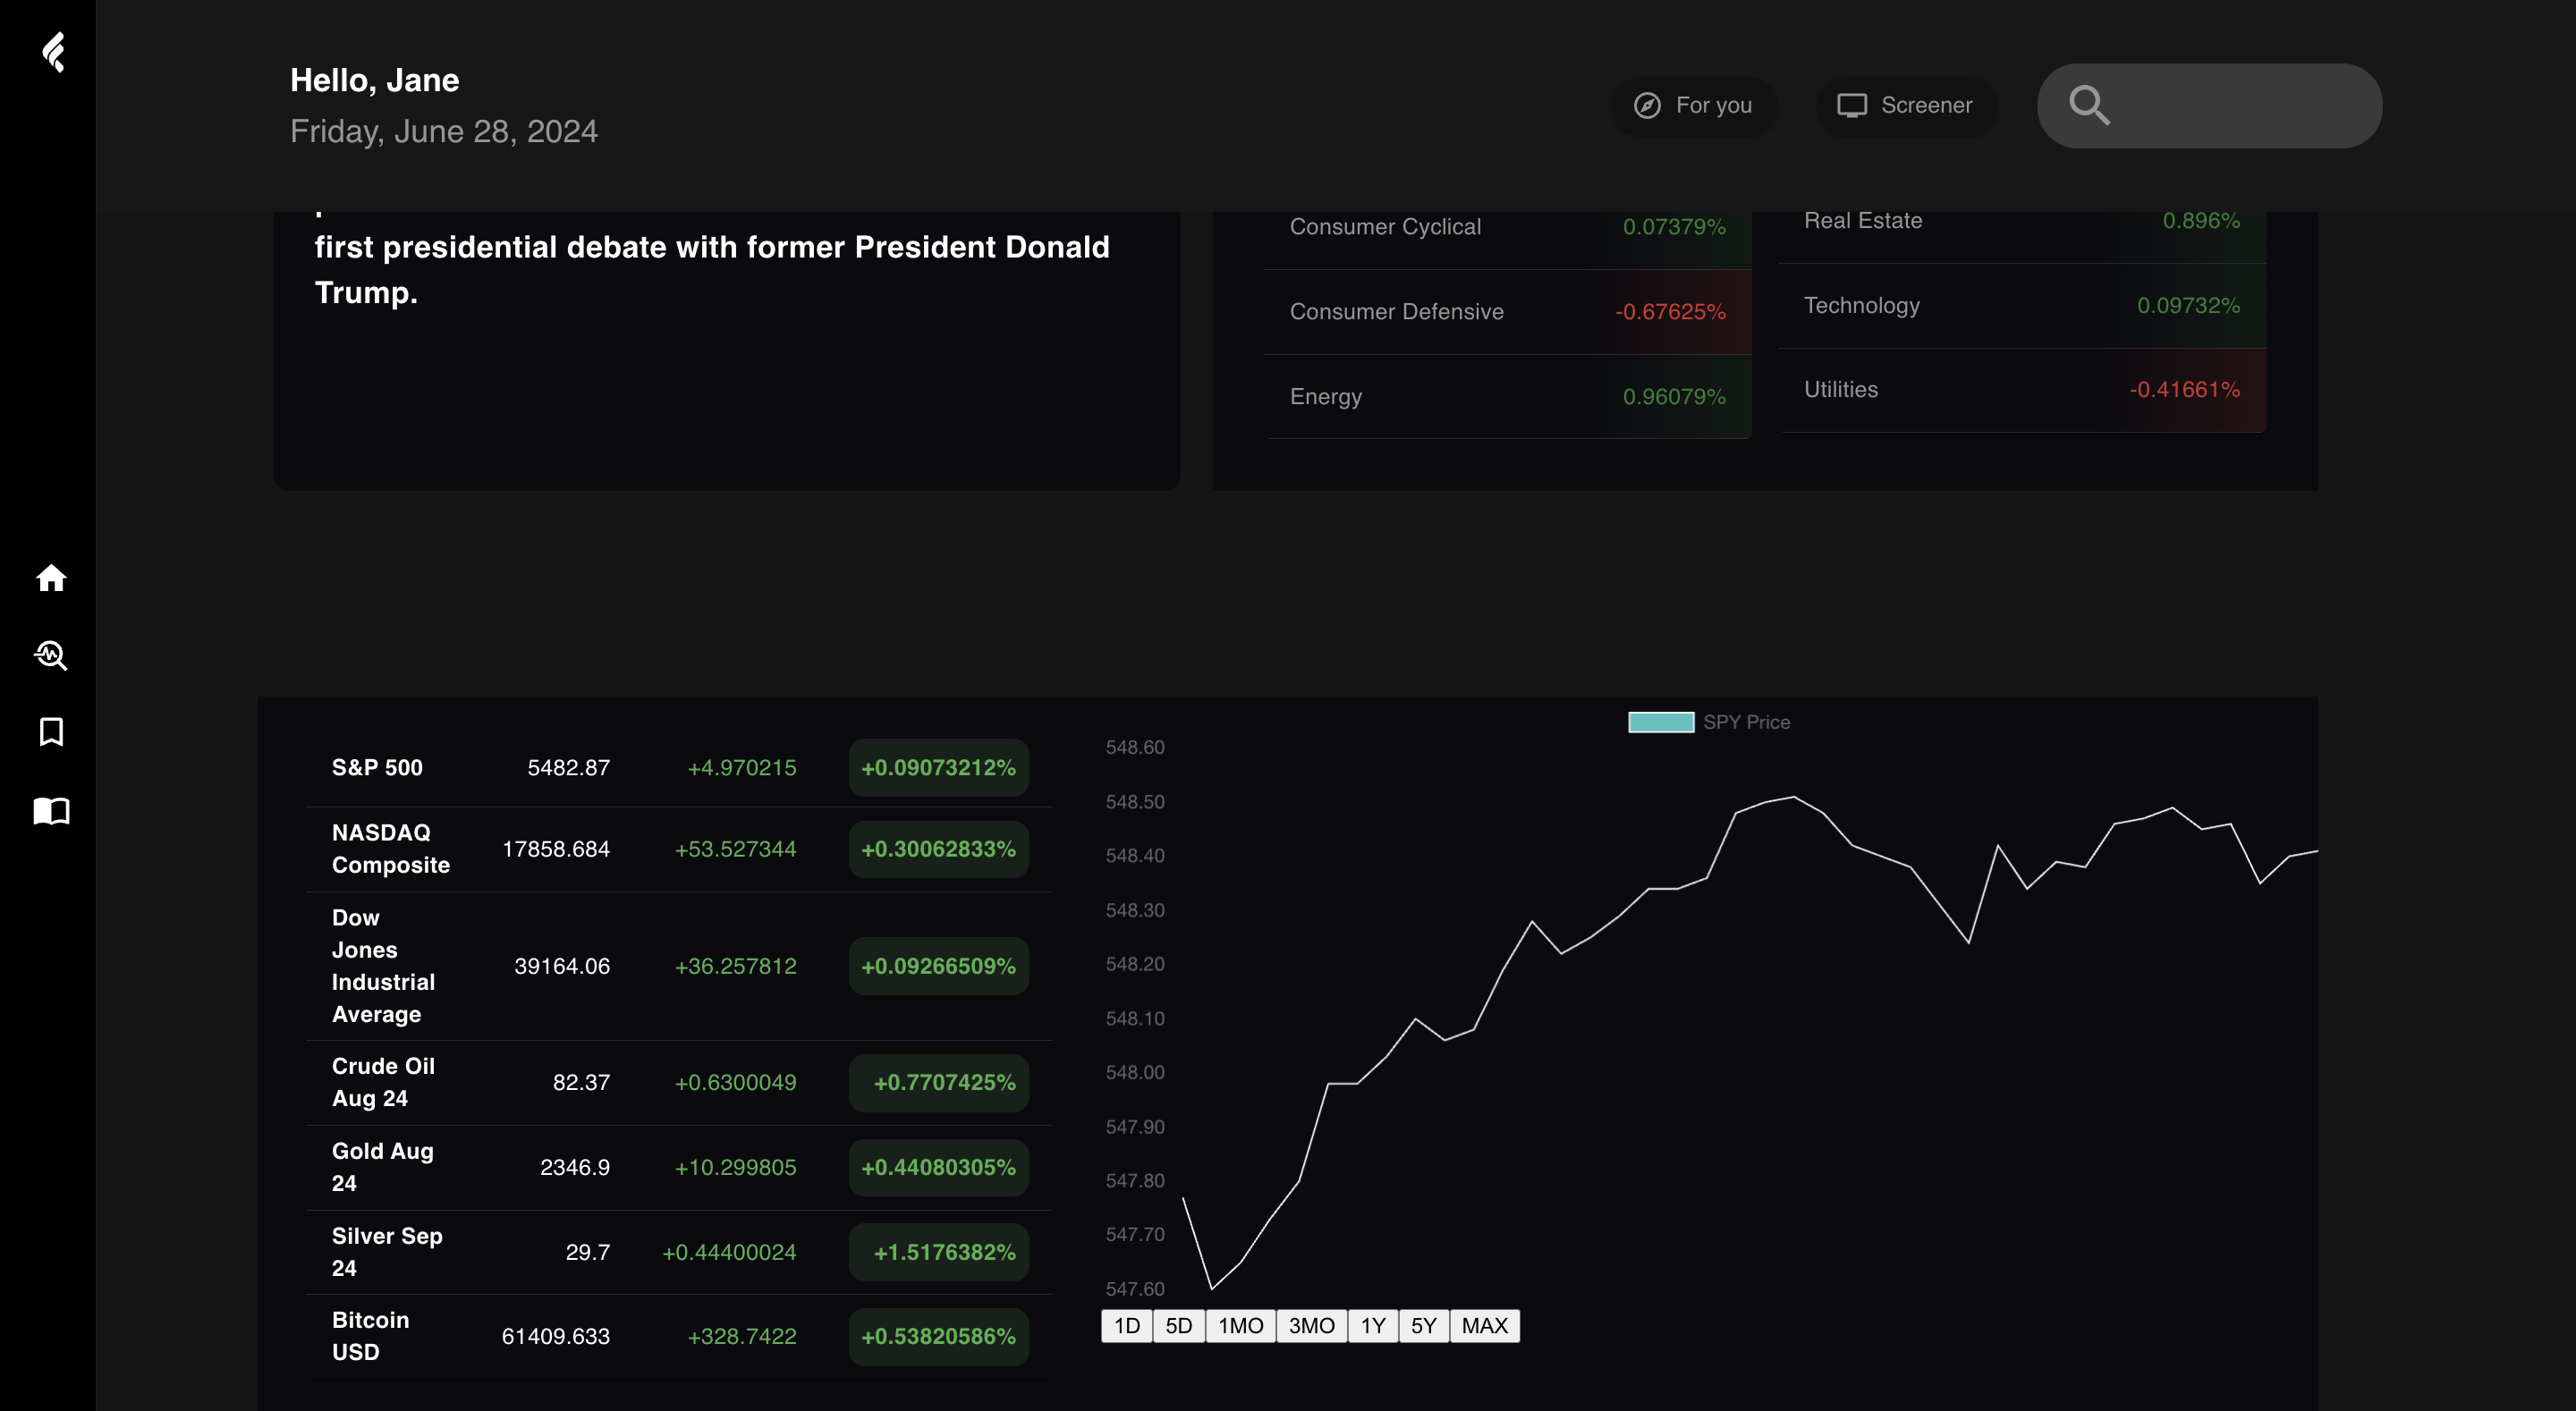 Hello, Jane
Friday, June 28, 2024
For you
Screener
first presidential debate with former President Donald
Trump.
Consumer Cyclical 0.07379%
Consumer Defensive -0.67625%
Energy 0.96079%
Real Estate 0.896%
Technology 0.09732%
Utilities -0.41661%
S&P 500 5482.87 +4.970215 +0.09073212%
NASDAQ
Composite 17858.684 +53.527344 +0.30062833%
Dow
Jones
Industrial
Average 39164.06 +36.257812 +0.09266509%
Crude Oil
Aug 24 82.37 +0.6300049 +0.7707425%
Gold Aug
24 2346.9 +10.299805 +0.44080305%
Silver Sep
24 29.7 +0.44400024 +1.5176382%
Bitcoin
USD 61409.633 +328.7422 +0.53820586%
SPY Price
548.60
548.50
548.40
548.30
548.20
548.10
548.00
547.90
547.80
547.70
547.60
1D 5D 1MO 3MO 1Y 5Y MAX